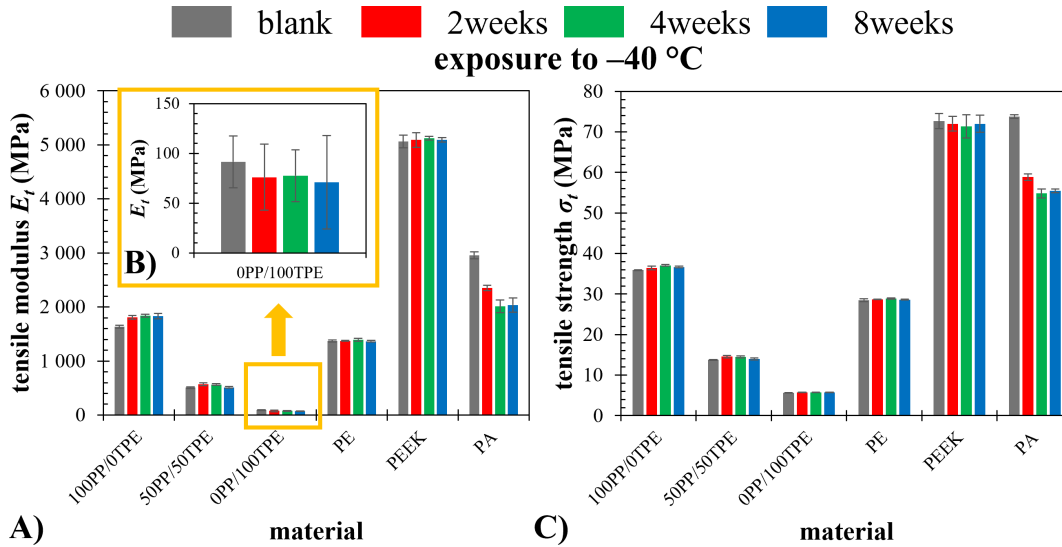 blank 2weeks 4weeks 8weeks
exposure to –40 °C
tensile modulus Eₜ (MPa)
6 000
5 000
4 000
3 000
2 000
1 000
0
100PP/0TPE
50PP/50TPE
0PP/100TPE
PE
PEEK
PA
A)
material
B)
Eₜ (MPa)
150
100
50
0
0PP/100TPE
tensile strength σₜ (MPa)
80
70
60
50
40
30
20
10
0
100PP/0TPE
50PP/50TPE
0PP/100TPE
PE
PEEK
PA
C)
material